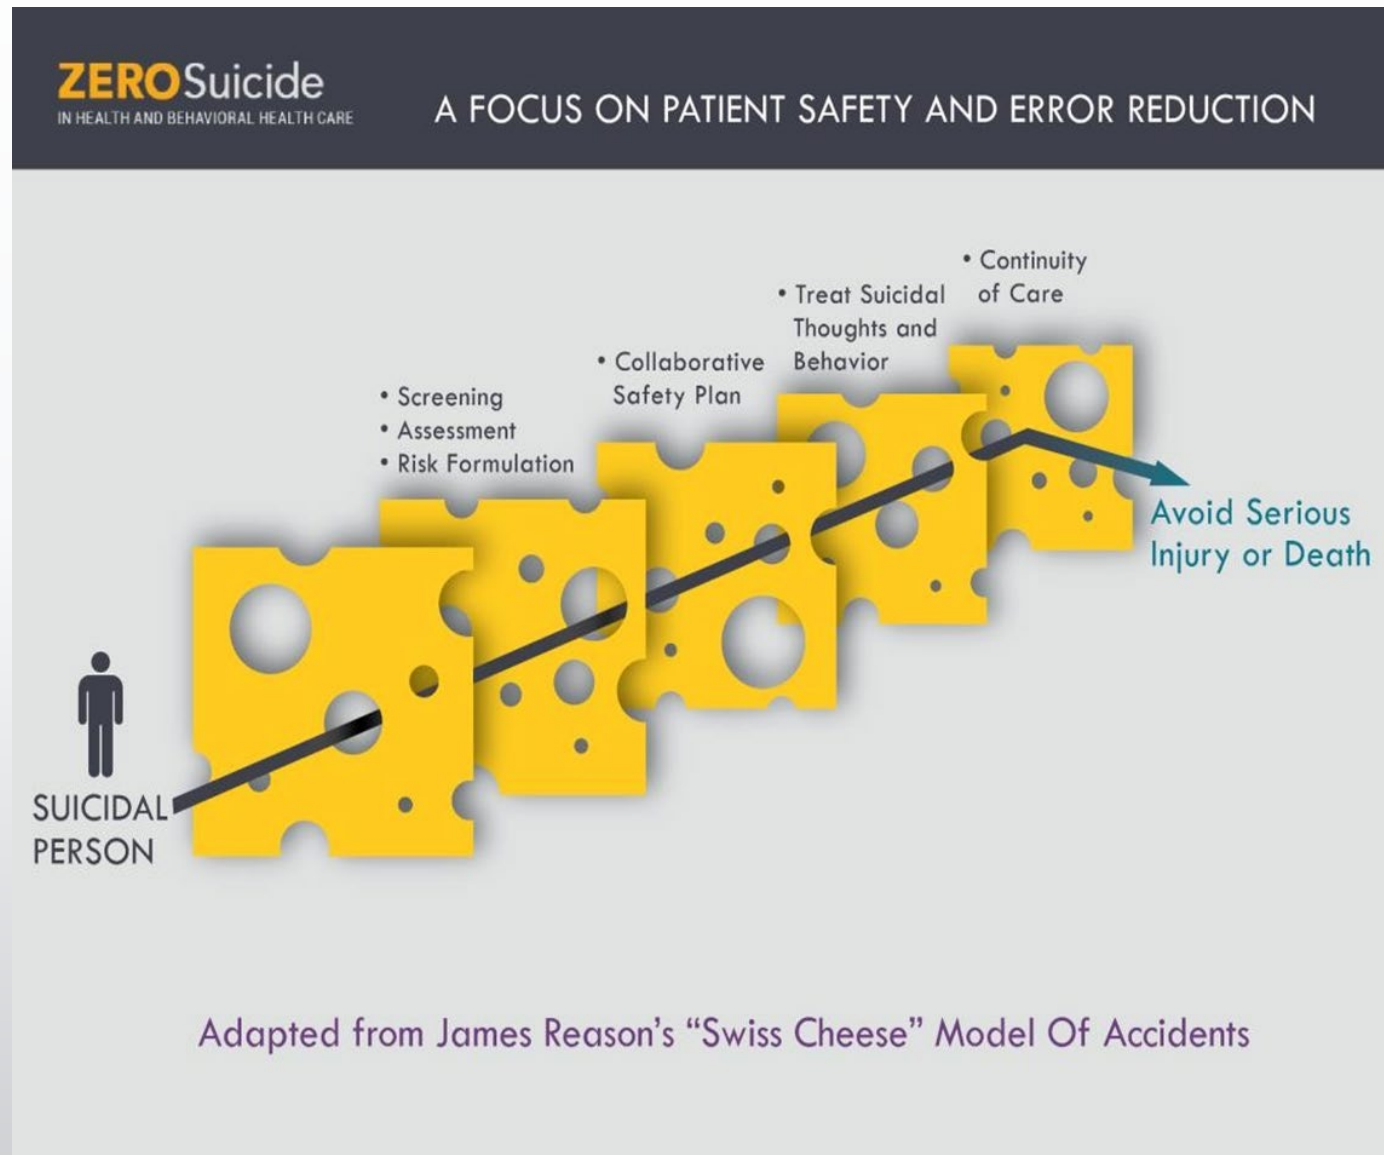 ZEROSuicide
IN HEALTH AND BEHAVIORAL HEALTH CARE
A FOCUS ON PATIENT SAFETY AND ERROR REDUCTION
• Screening
• Assessment
• Risk Formulation
• Collaborative
Safety Plan
• Treat Suicidal
Thoughts and
Behavior
• Continuity
of Care
SUICIDAL
PERSON
Avoid Serious
Injury or Death
Adapted from James Reason’s “Swiss Cheese” Model Of Accidents